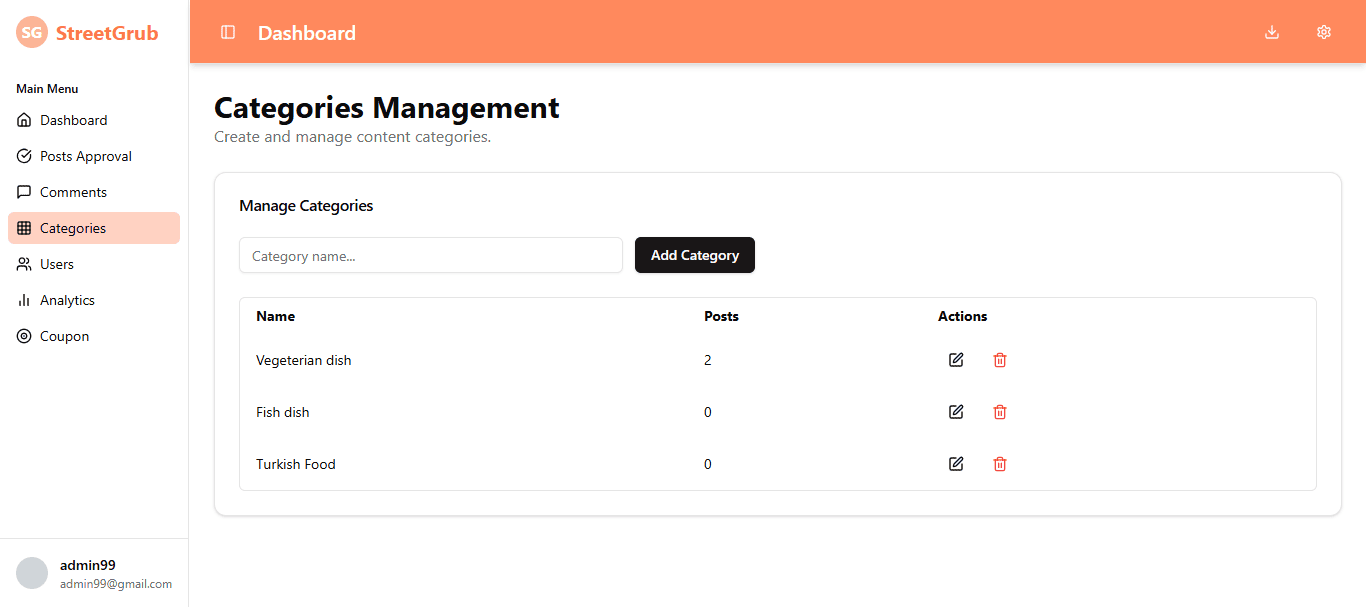 SG StreetGrub
Dashboard
Main Menu
Dashboard
Posts Approval
Comments
Categories
Users
Analytics
Coupon
admin99
admin99@gmail.com
Categories Management
Create and manage content categories.
Manage Categories
Category name...
Add Category
Name Posts Actions
Vegeterian dish 2
Fish dish 0
Turkish Food 0